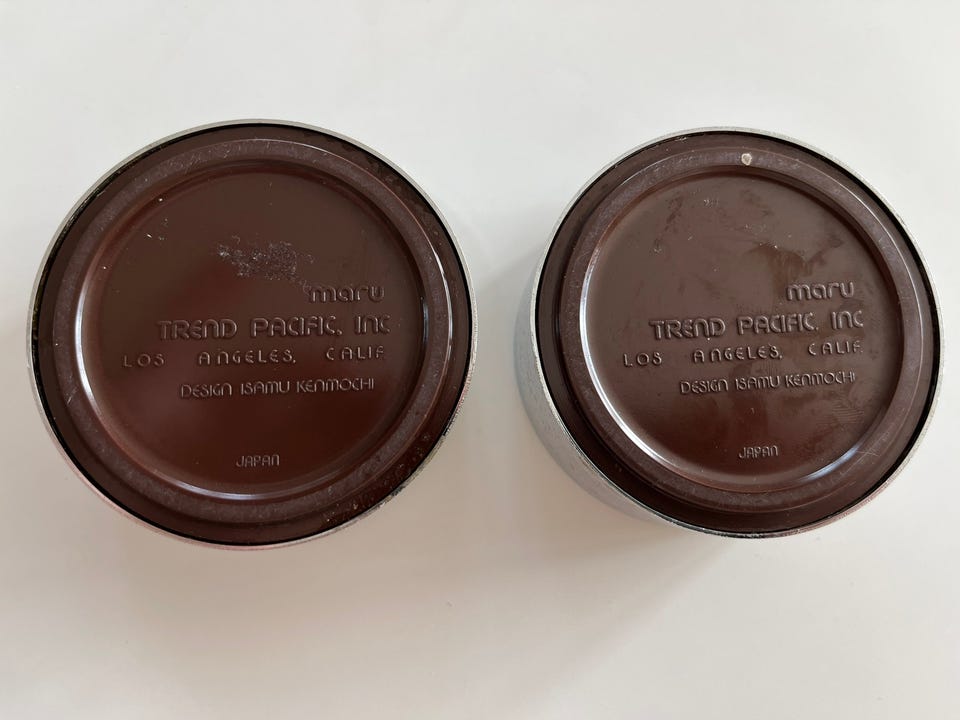 maru
TREND PACIFIC, INC
LOS ANGELES, CALIF.
DESIGN ISAMU KENMOCHI
JAPAN
maru
TREND PACIFIC, INC
LOS ANGELES, CALIF.
DESIGN ISAMU KENMOCHI
JAPAN